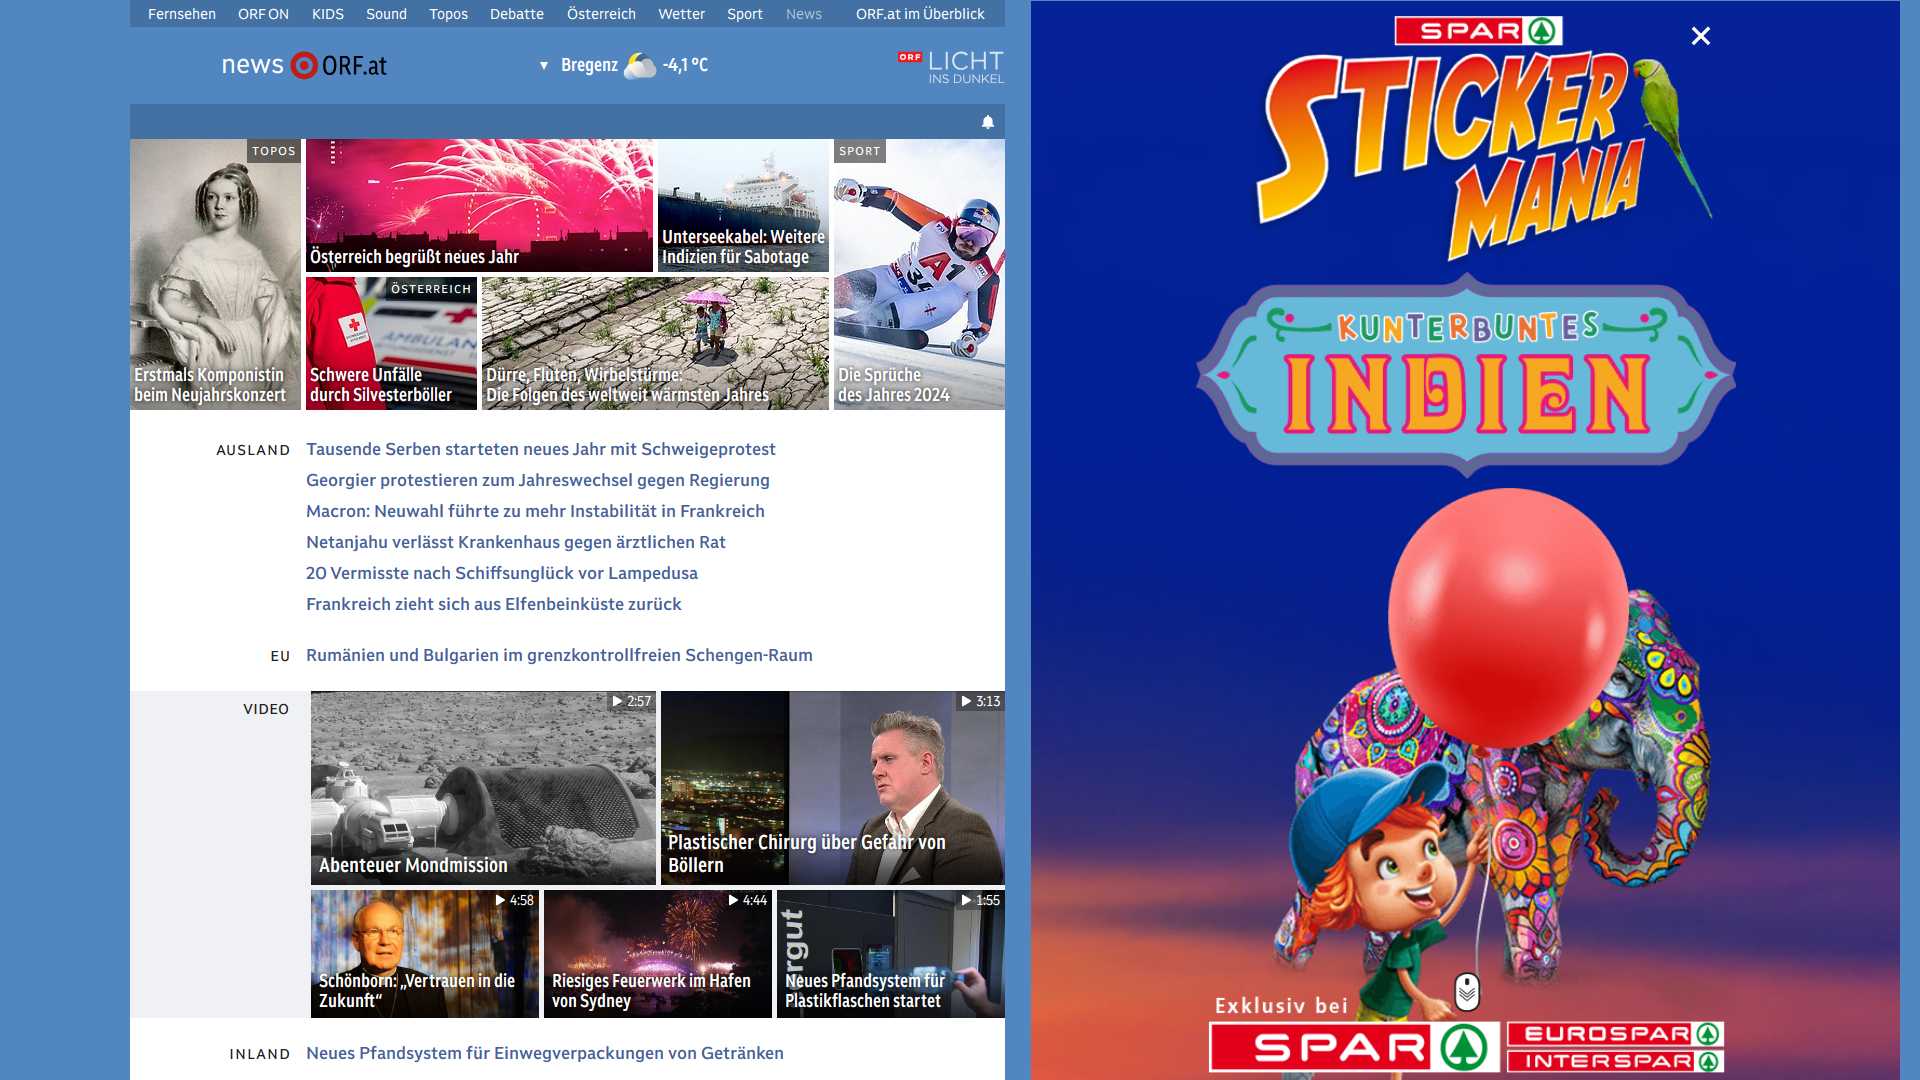 Fernsehen ORF ON KIDS Sound Topos Debatte Österreich Wetter Sport News ORF.at im Überblick
news ORF.at
▼ Bregenz -4,1 °C
ORF LICHT
INS DUNKEL
TOPOS
Erstmals Komponistin
beim Neujahrskonzert
Österreich begrüßt neues Jahr
Unterseekabel: Weitere
Indizien für Sabotage
SPORT
Die Sprüche
des Jahres 2024
ÖSTERREICH
AMBULAN
Schwere Unfälle
durch Silvesterböller
Dürre, Fluten, Wirbelstürme:
Die Folgen des weltweit wärmsten Jahres
A1
AUSLAND
Tausende Serben starteten neues Jahr mit Schweigeprotest
Georgier protestieren zum Jahreswechsel gegen Regierung
Macron: Neuwahl führte zu mehr Instabilität in Frankreich
Netanjahu verlässt Krankenhaus gegen ärztlichen Rat
20 Vermisste nach Schiffsunglück vor Lampedusa
Frankreich zieht sich aus Elfenbeinküste zurück
EU
Rumänien und Bulgarien im grenzkontrollfreien Schengen-Raum
VIDEO
2:57
Abenteuer Mondmission
3:13
Plastischer Chirurg über Gefahr von
Böllern
4:58
Schönborn: „Vertrauen in die
Zukunft“
4:44
Riesiges Feuerwerk im Hafen
von Sydney
1:55
ergut
Neues Pfandsystem für
Plastikflaschen startet
INLAND
Neues Pfandsystem für Einwegverpackungen von Getränken
SPAR
STICKER
MANIA
KUNTERBUNTES
INDIEN
Exklusiv bei
SPAR
EUROSPAR
INTERSPAR